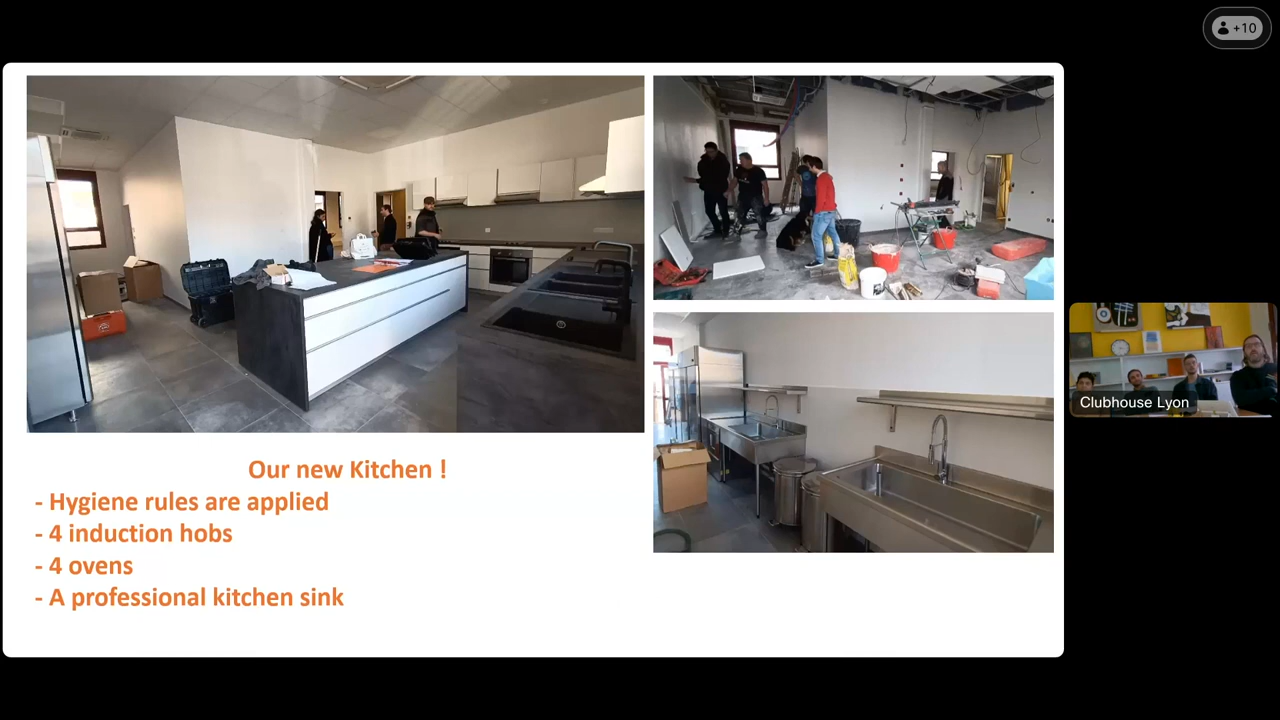 +10
Our new Kitchen !
- Hygiene rules are applied
- 4 induction hobs
- 4 ovens
- A professional kitchen sink
Clubhouse Lyon